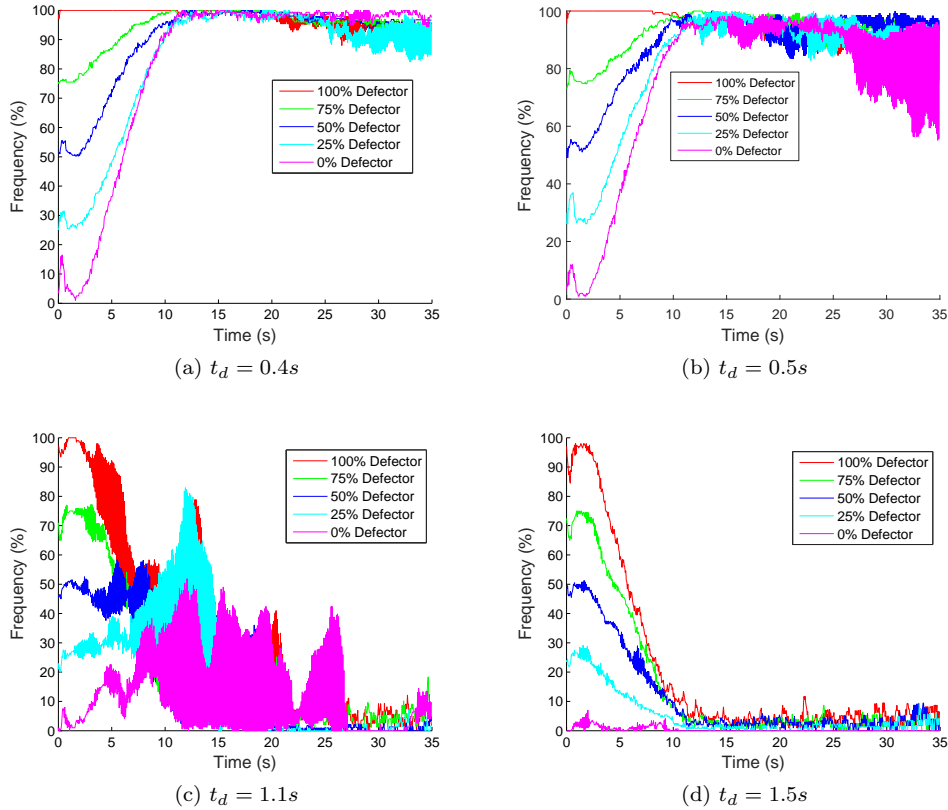 Frequency (%)
100
90
80
70
60
50
40
30
20
10
0
100% Defector
75% Defector
50% Defector
25% Defector
0% Defector
0 5 10 15 20 25 30 35
Time (s)
(a) t_d = 0.4s
Frequency (%)
100
80
60
40
20
0
100% Defector
75% Defector
50% Defector
25% Defector
0% Defector
0 5 10 15 20 25 30 35
Time (s)
(b) t_d = 0.5s
Frequency (%)
100
90
80
70
60
50
40
30
20
10
0
100% Defector
75% Defector
50% Defector
25% Defector
0% Defector
0 5 10 15 20 25 30 35
Time (s)
(c) t_d = 1.1s
Frequency (%)
100
90
80
70
60
50
40
30
20
10
0
100% Defector
75% Defector
50% Defector
25% Defector
0% Defector
0 5 10 15 20 25 30 35
Time (s)
(d) t_d = 1.5s